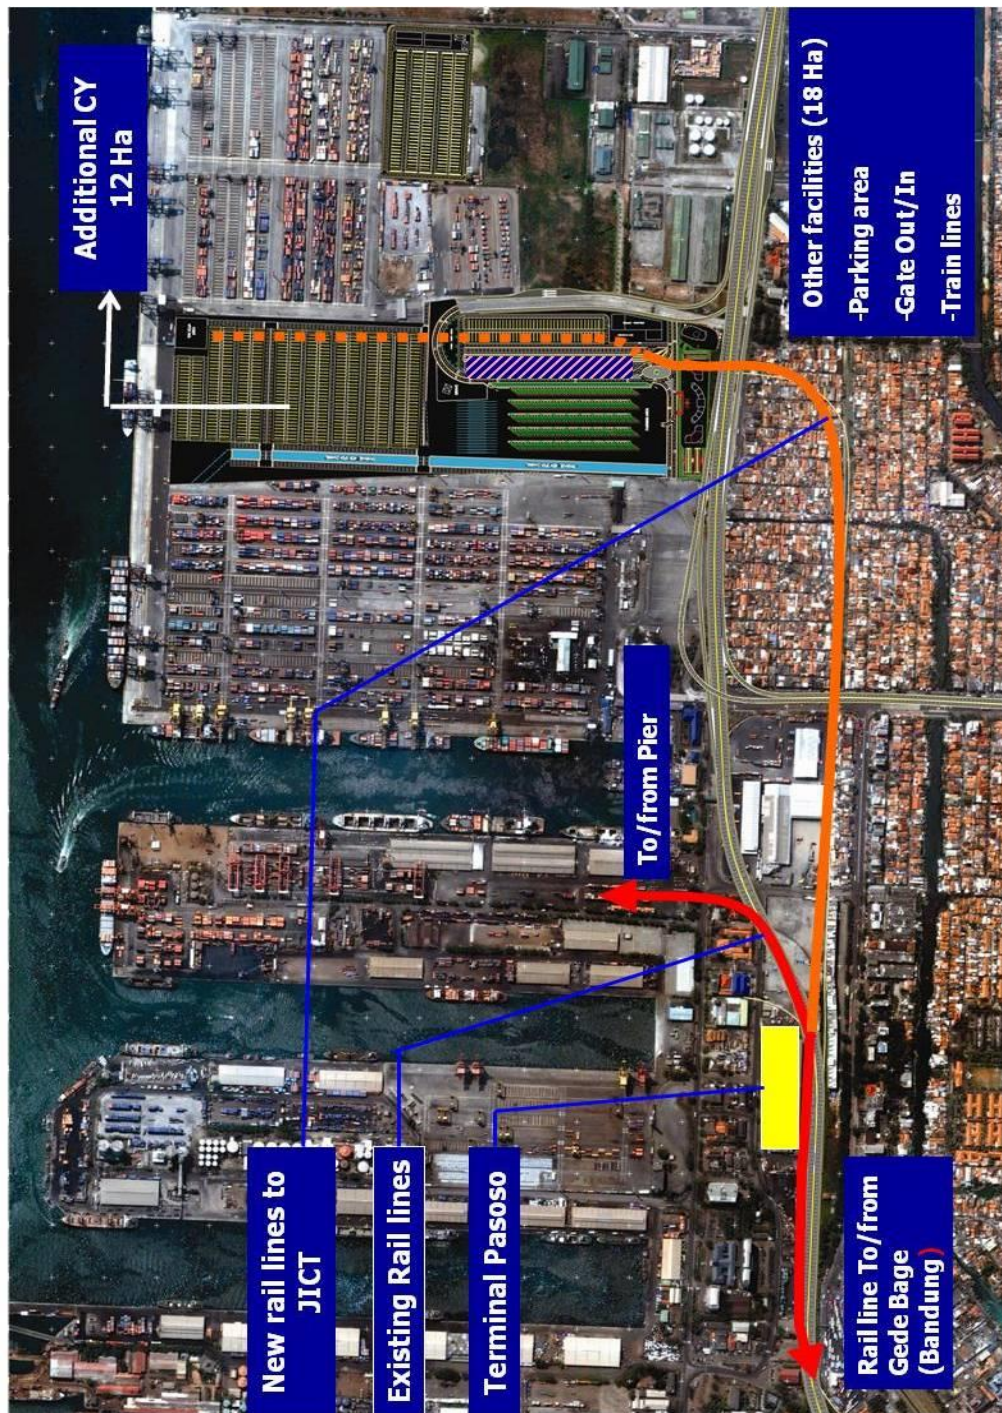 Additional CY
12 Ha
Other facilities (18 Ha)
-Parking area
-Gate Out/In
-Train lines
To/from Pier
New rail lines to
JICT
Existing Rail lines
Terminal Pasoso
Rail line To/from
Gede Bage
(Bandung)